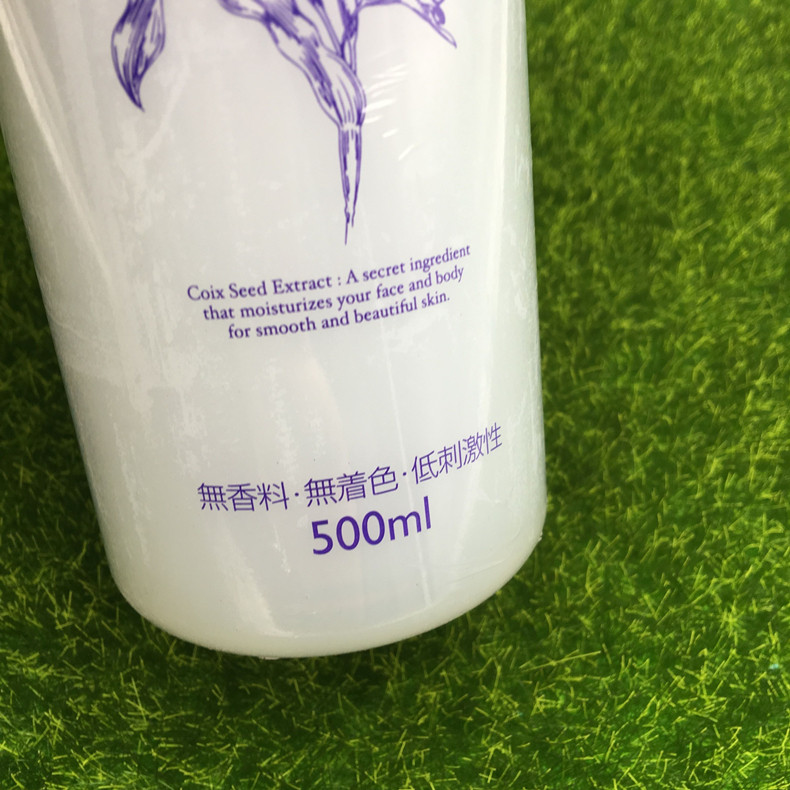 Coix Seed Extract : A secret ingredient
that moisturizes your face and body
for smooth and beautiful skin.
無香料・無着色・低刺激性
500ml